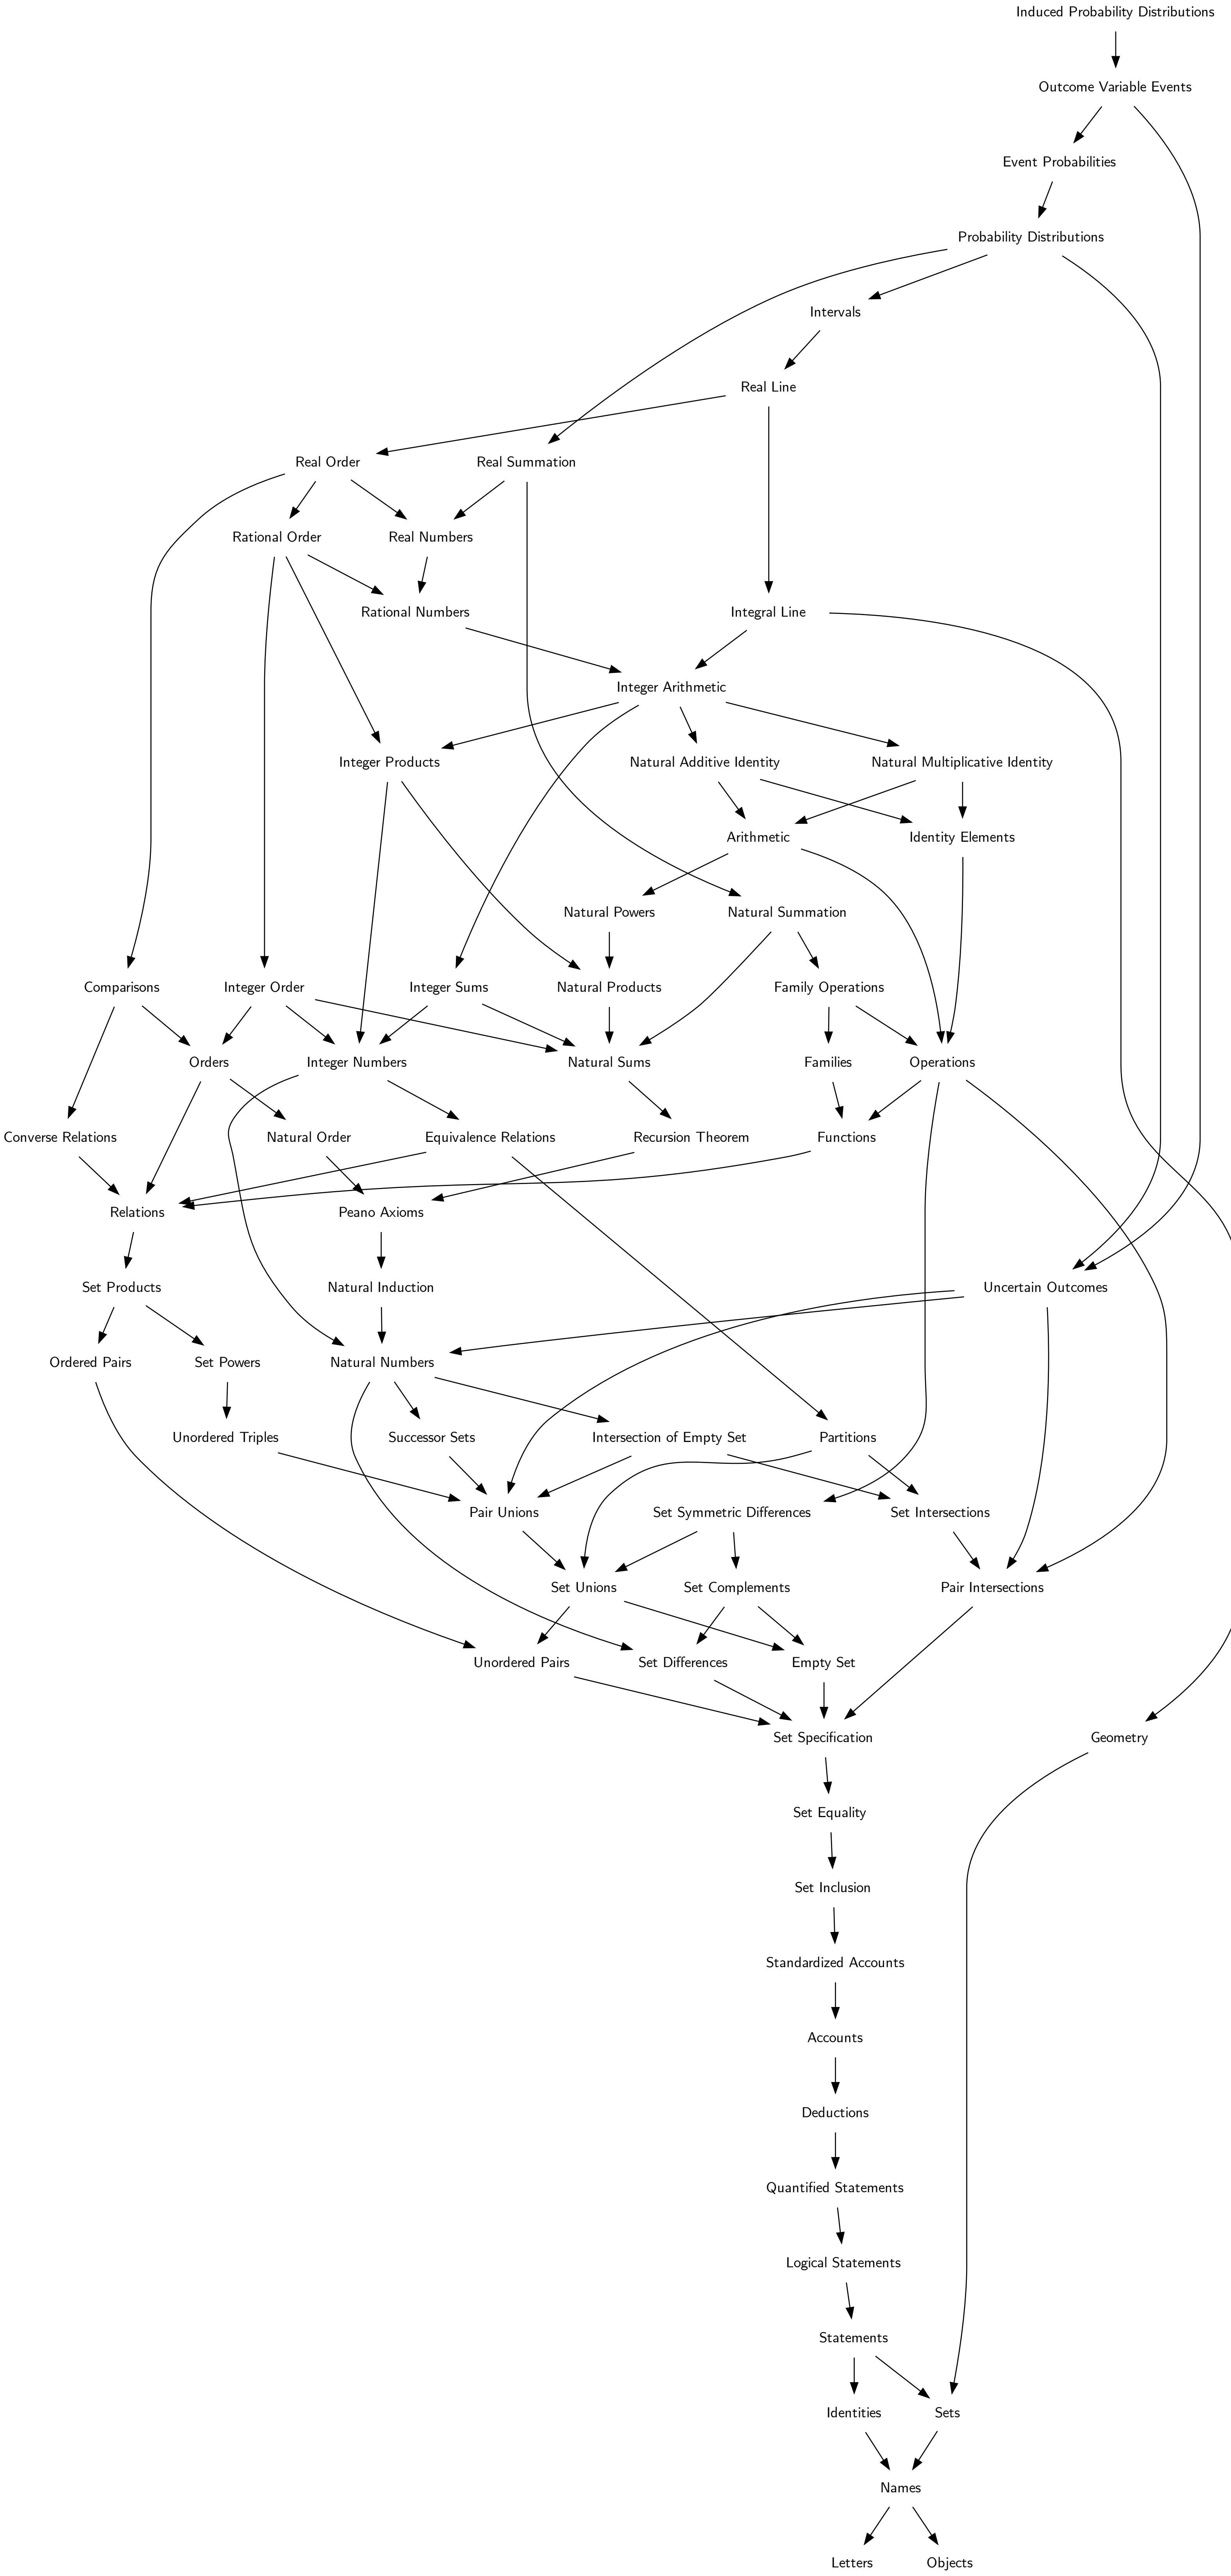 Induced Probability Distributions
Outcome Variable Events
Event Probabilities
Probability Distributions
Intervals
Real Line
Real Order
Real Summation
Rational Order
Real Numbers
Rational Numbers
Integral Line
Integer Arithmetic
Integer Products
Natural Additive Identity
Natural Multiplicative Identity
Arithmetic
Identity Elements
Natural Powers
Natural Summation
Comparisons
Integer Order
Integer Sums
Natural Products
Family Operations
Orders
Integer Numbers
Natural Sums
Families
Operations
Converse Relations
Natural Order
Equivalence Relations
Recursion Theorem
Functions
Relations
Peano Axioms
Set Products
Natural Induction
Uncertain Outcomes
Ordered Pairs
Set Powers
Natural Numbers
Unordered Triples
Successor Sets
Intersection of Empty Set
Partitions
Pair Unions
Set Symmetric Differences
Set Intersections
Set Unions
Set Complements
Pair Intersections
Unordered Pairs
Set Differences
Empty Set
Set Specification
Geometry
Set Equality
Set Inclusion
Standardized Accounts
Accounts
Deductions
Quantified Statements
Logical Statements
Statements
Identities
Sets
Names
Letters
Objects